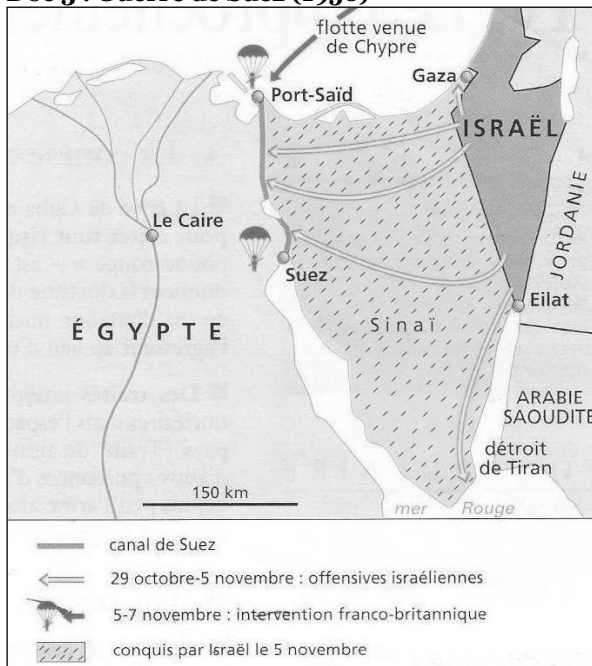 Doc 3 : Guerre de Suez (1956)
flotte venue
de Chypre
Gaza
Port-Saïd
ISRAËL
JORDANIE
Le Caire
Suez
Eilat
ÉGYPTE
Sinaï
ARABIE
SAOUDITE
détroit
de Tiran
150 km
mer Rouge
canal de Suez
29 octobre-5 novembre : offensives israéliennes
5-7 novembre : intervention franco-britannique
conquis par Israël le 5 novembre